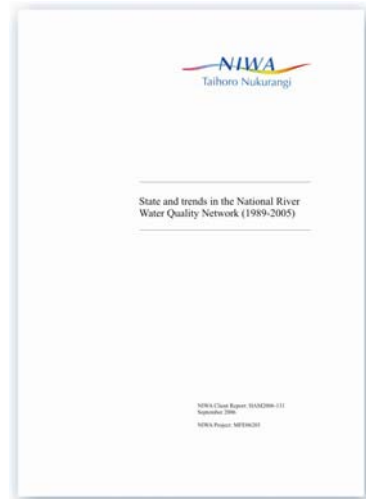 NIWA
Taihoro Nukurangi
State and trends in the National River
Water Quality Network (1989-2005)
NIWA Client Report: HAM2006-131
September 2006
NIWA Project: MFE06203